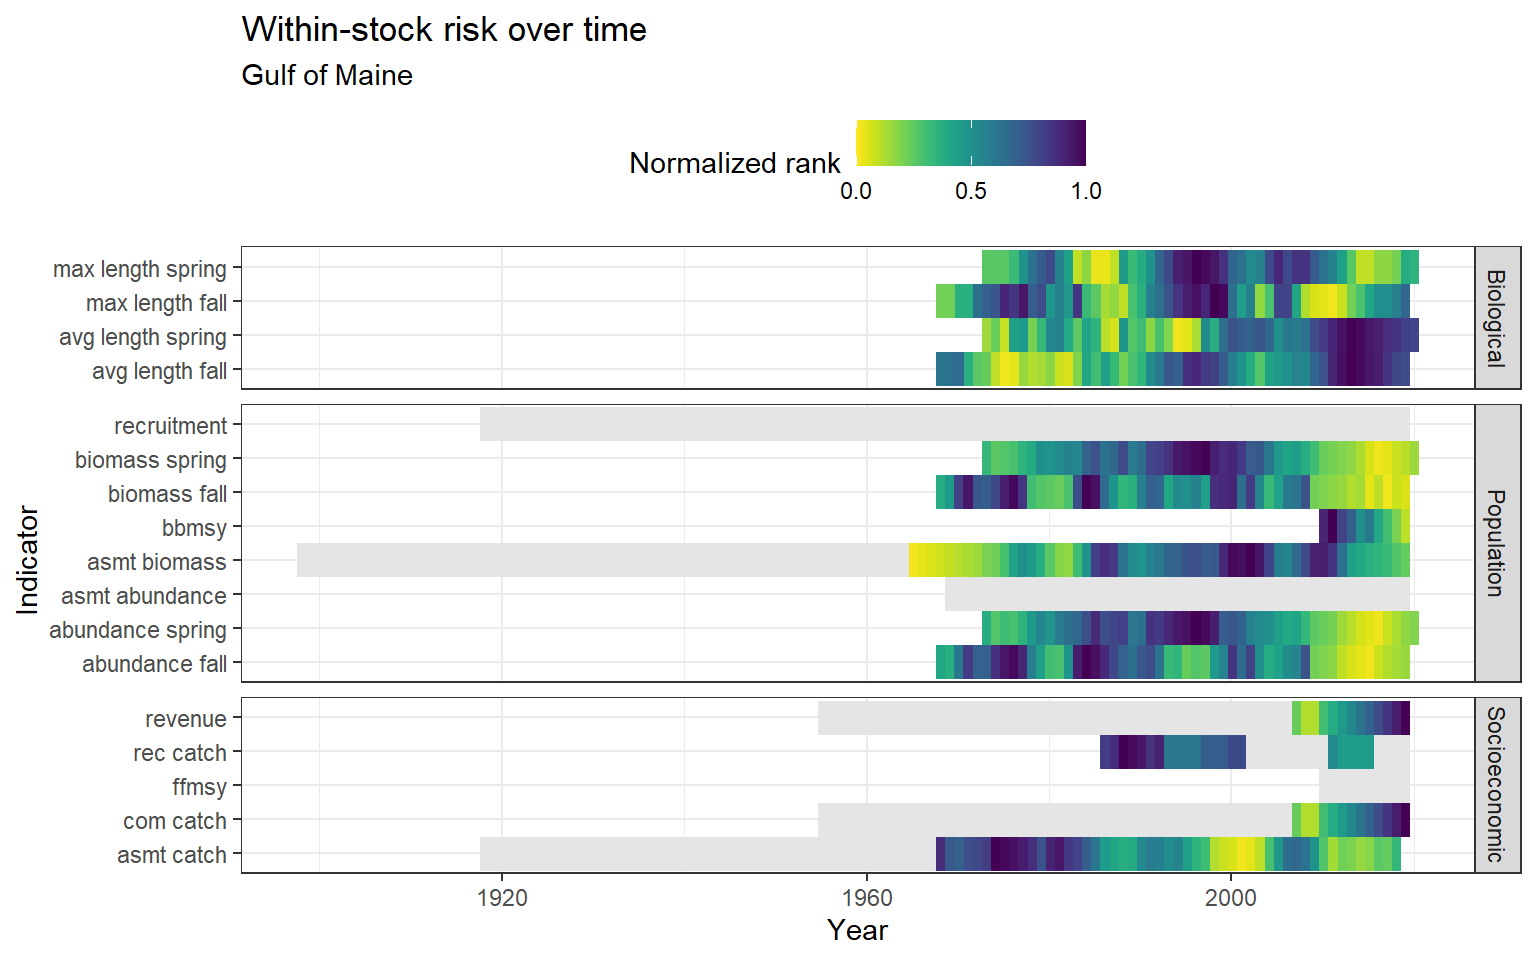 Within-stock risk over time
Gulf of Maine
Normalized rank
0.0 0.5 1.0
Indicator
max length spring
max length fall
avg length spring
avg length fall
Biological
recruitment
biomass spring
biomass fall
bbmsy
asmt biomass
asmt abundance
abundance spring
abundance fall
Population
revenue
rec catch
ffmsy
com catch
asmt catch
Socioeconomic
1920 1960 2000
Year